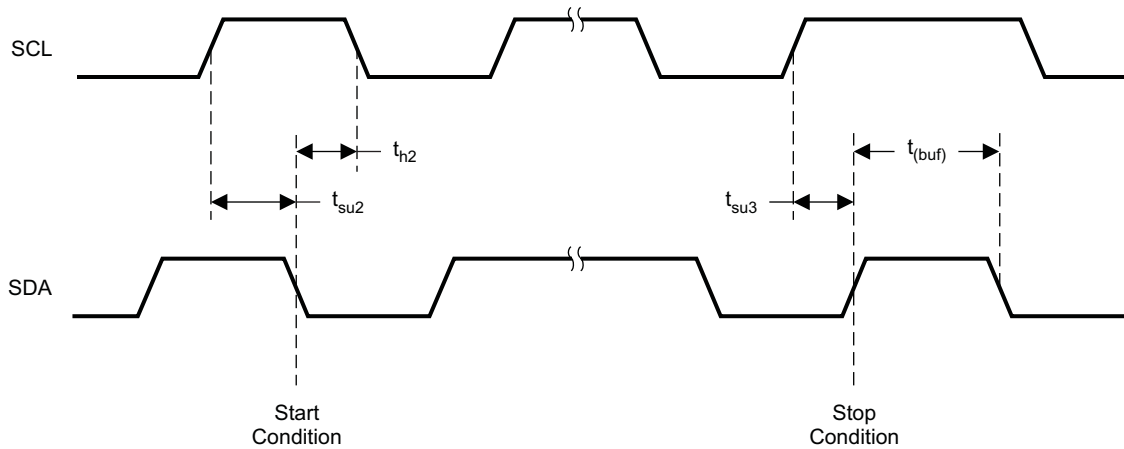 SCL
t_h2
t_(buf)
t_su2
t_su3
SDA
Start
Condition
Stop
Condition